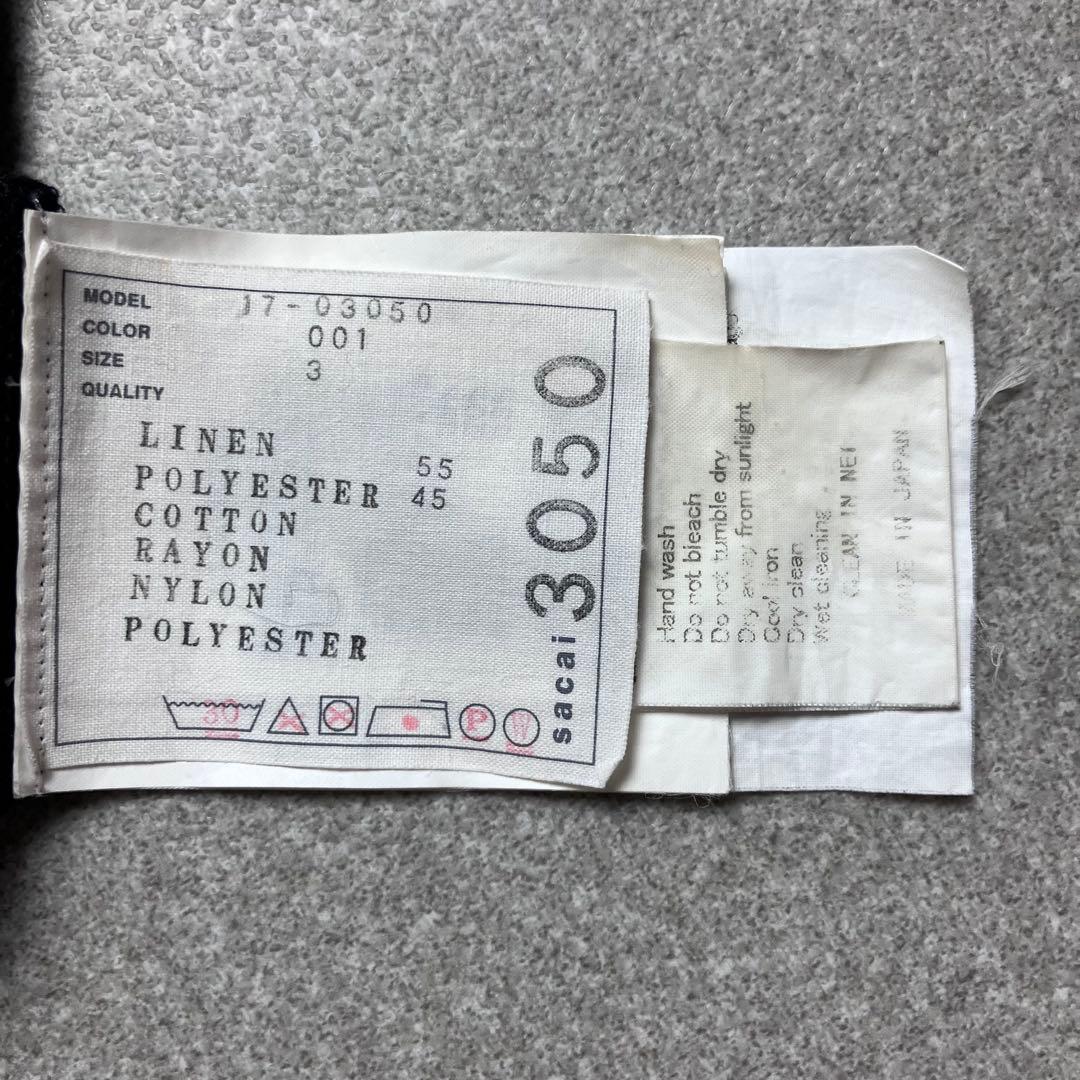 MODEL 17-03050
COLOR 001
SIZE 3
QUALITY
LINEN
55
POLYESTER 45
COTTON
RAYON
NYLON
POLYESTER
30
P
W
sacai 3050
Hand wash
Do not bleach
Do not tumble dry
Dry away from sunlight
Cool iron
Dry clean
Wet cleaning
CLEAN IN NET
MADE IN JAPAN